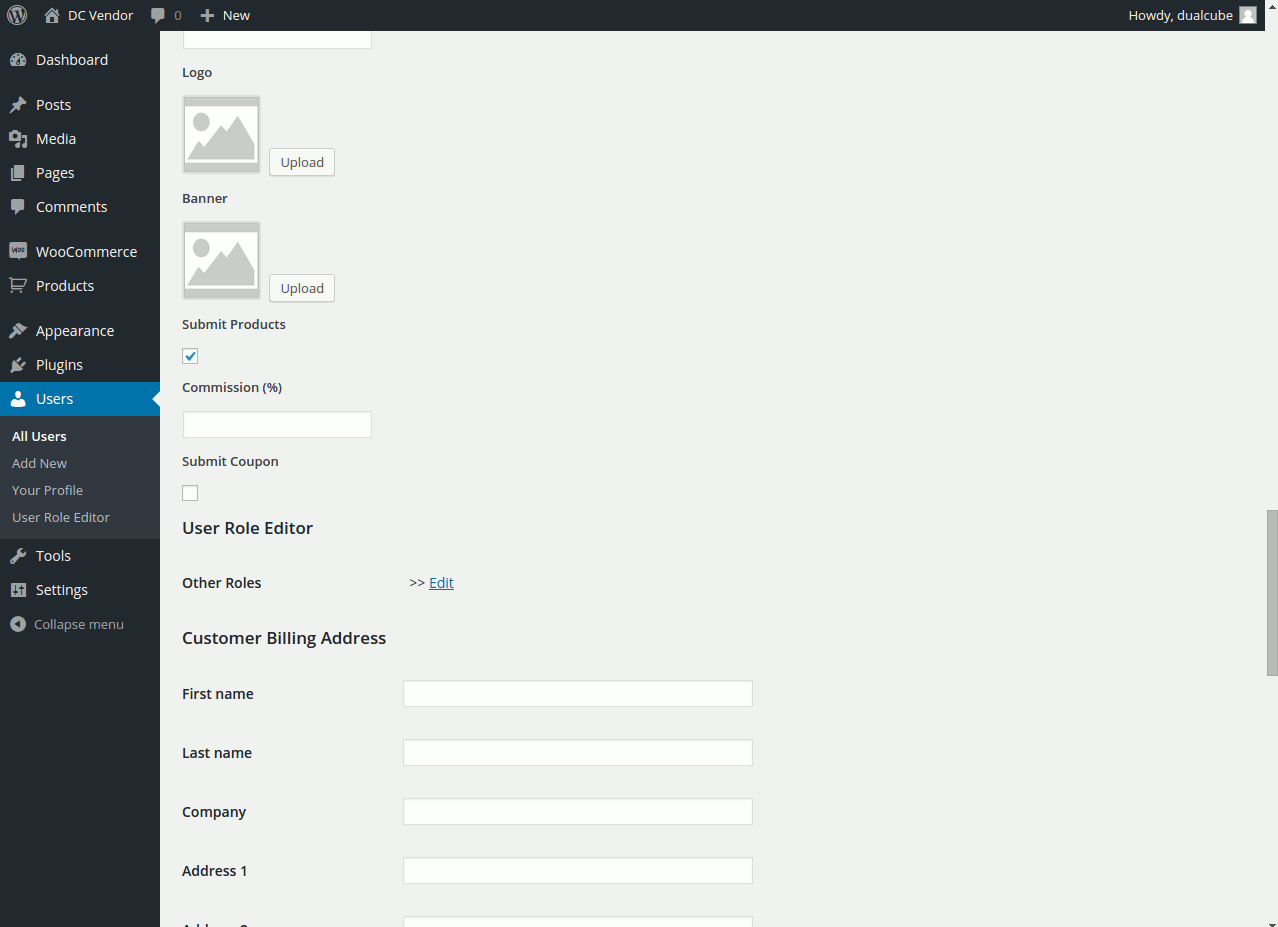 DC Vendor 0 New Howdy, dualcube
Dashboard
Posts
Media
Pages
Comments
WooCommerce
Products
Appearance
Plugins
Users
All Users
Add New
Your Profile
User Role Editor
Tools
Settings
Collapse menu
Logo
Upload
Banner
Upload
Submit Products
Commission (%)
Submit Coupon
User Role Editor
Other Roles >> Edit
Customer Billing Address
First name
Last name
Company
Address 1